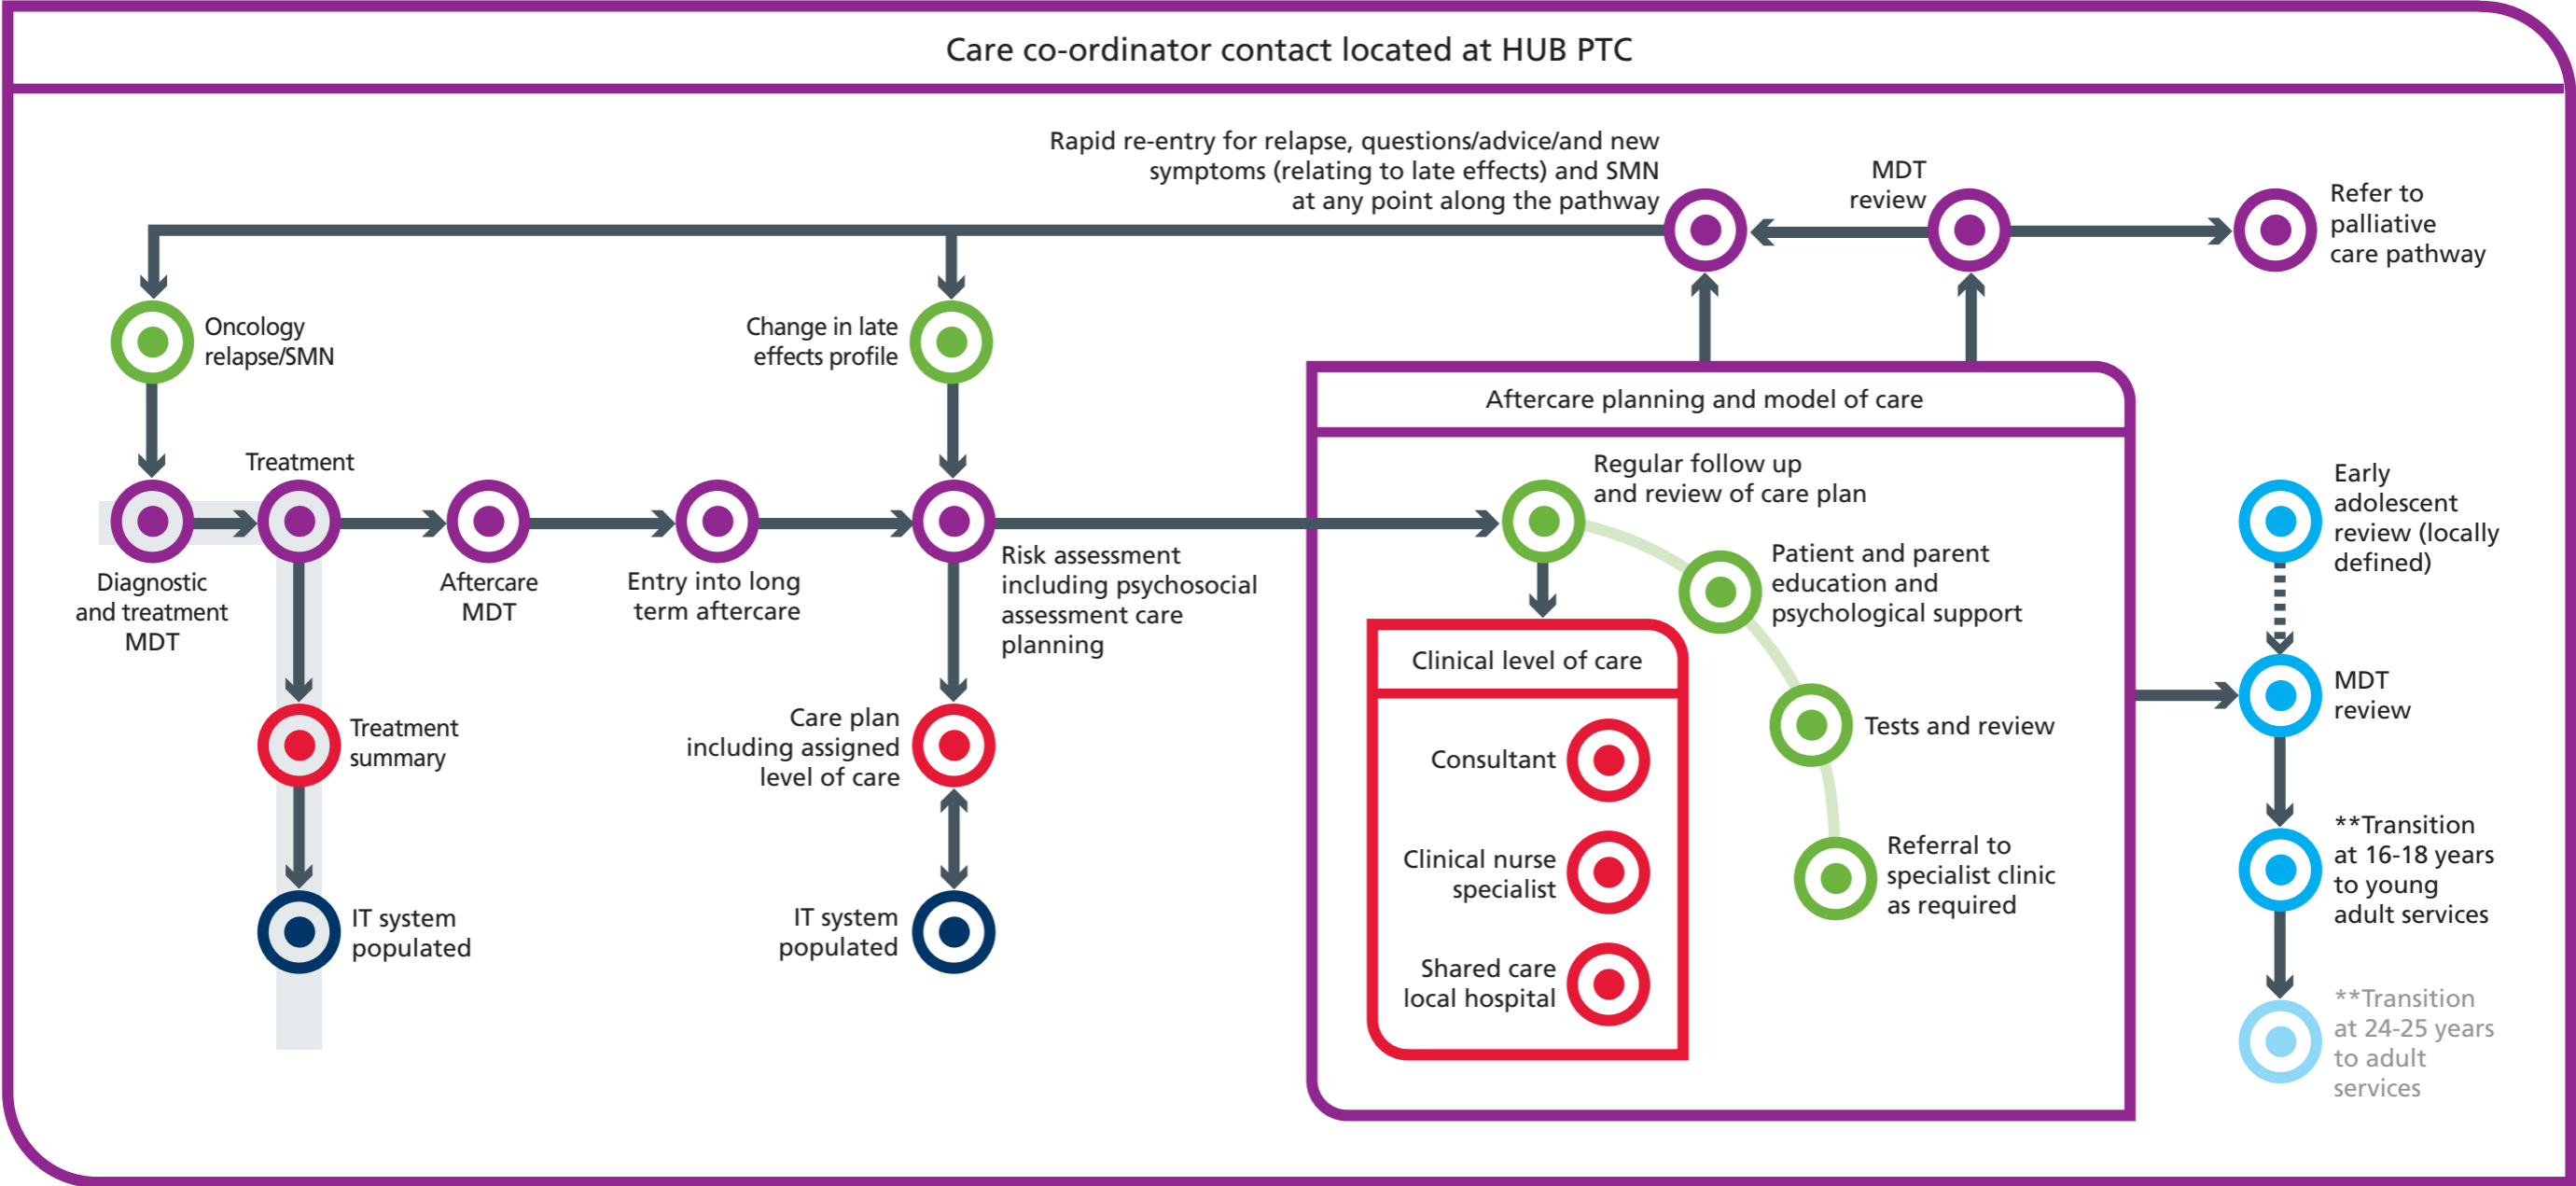 Care co-ordinator contact located at HUB PTC
Rapid re-entry for relapse, questions/advice/and new
symptoms (relating to late effects) and SMN
at any point along the pathway
MDT
review
Refer to
palliative
care pathway
Oncology
relapse/SMN
Change in late
effects profile
Aftercare planning and model of care
Treatment
Diagnostic
and treatment
MDT
Aftercare
MDT
Entry into long
term aftercare
Risk assessment
including psychosocial
assessment care
planning
Regular follow up
and review of care plan
Patient and parent
education and
psychological support
Tests and review
Referral to
specialist clinic
as required
Clinical level of care
Consultant
Clinical nurse
specialist
Shared care
local hospital
Early
adolescent
review (locally
defined)
MDT
review
**Transition
at 16-18 years
to young
adult services
**Transition
at 24-25 years
to adult
services
Treatment
summary
IT system
populated
Care plan
including assigned
level of care
IT system
populated